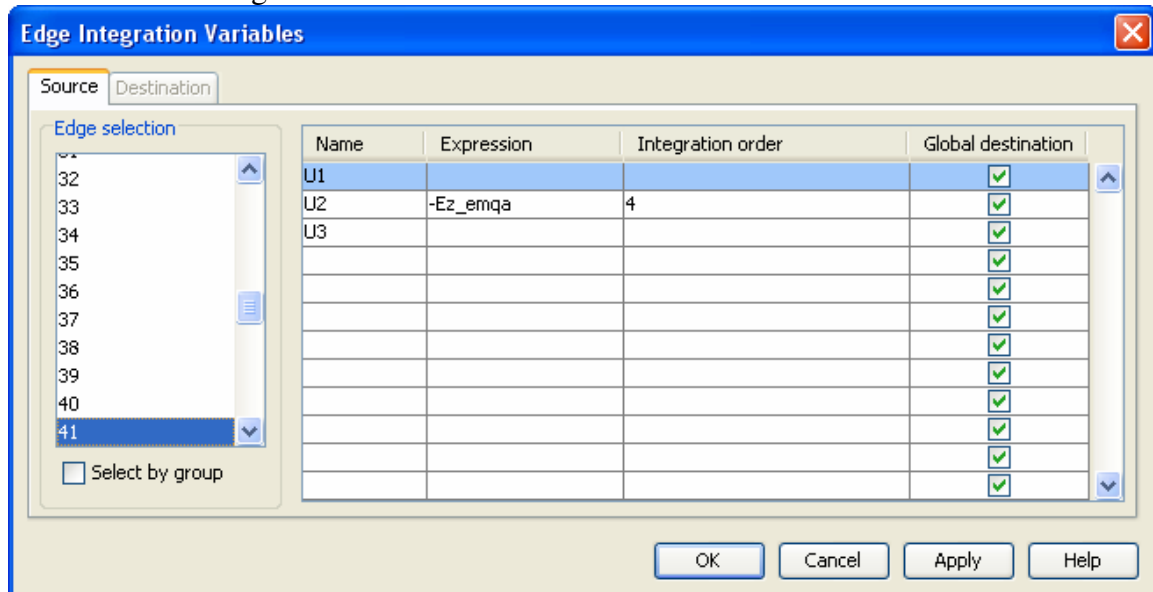 Edge Integration Variables
Source Destination
Edge selection
32
33
34
35
36
37
38
39
40
41
Select by group
Name Expression Integration order Global destination
U1
U2 -Ez_emqa 4
U3
OK Cancel Apply Help